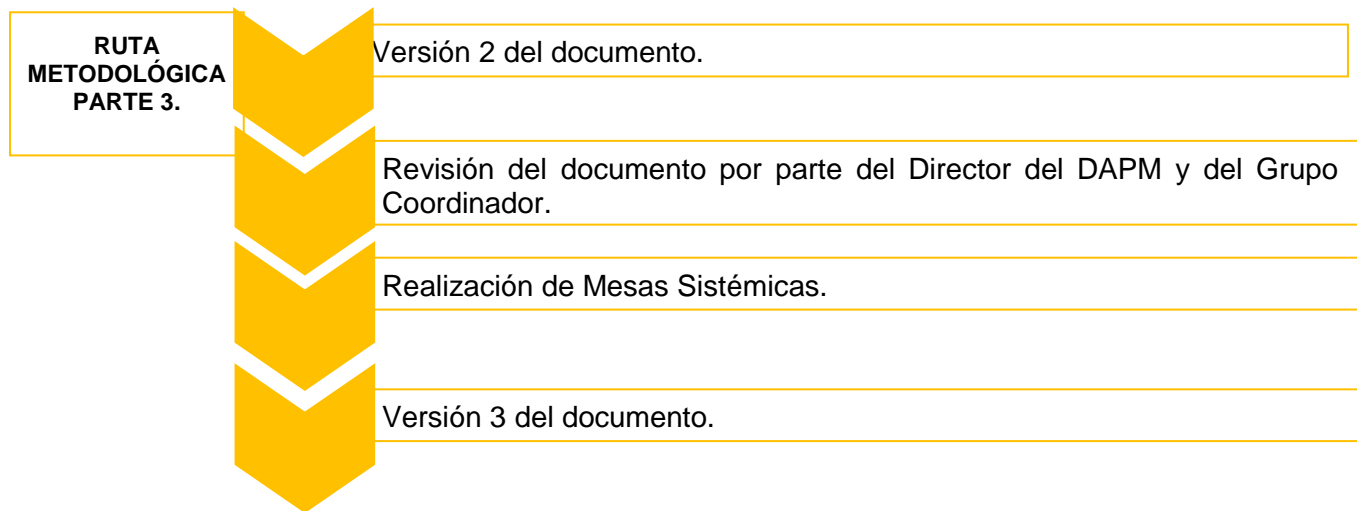 RUTA
METODOLÓGICA
PARTE 3.
Versión 2 del documento.
Revisión del documento por parte del Director del DAPM y del Grupo
Coordinador.
Realización de Mesas Sistémicas.
Versión 3 del documento.